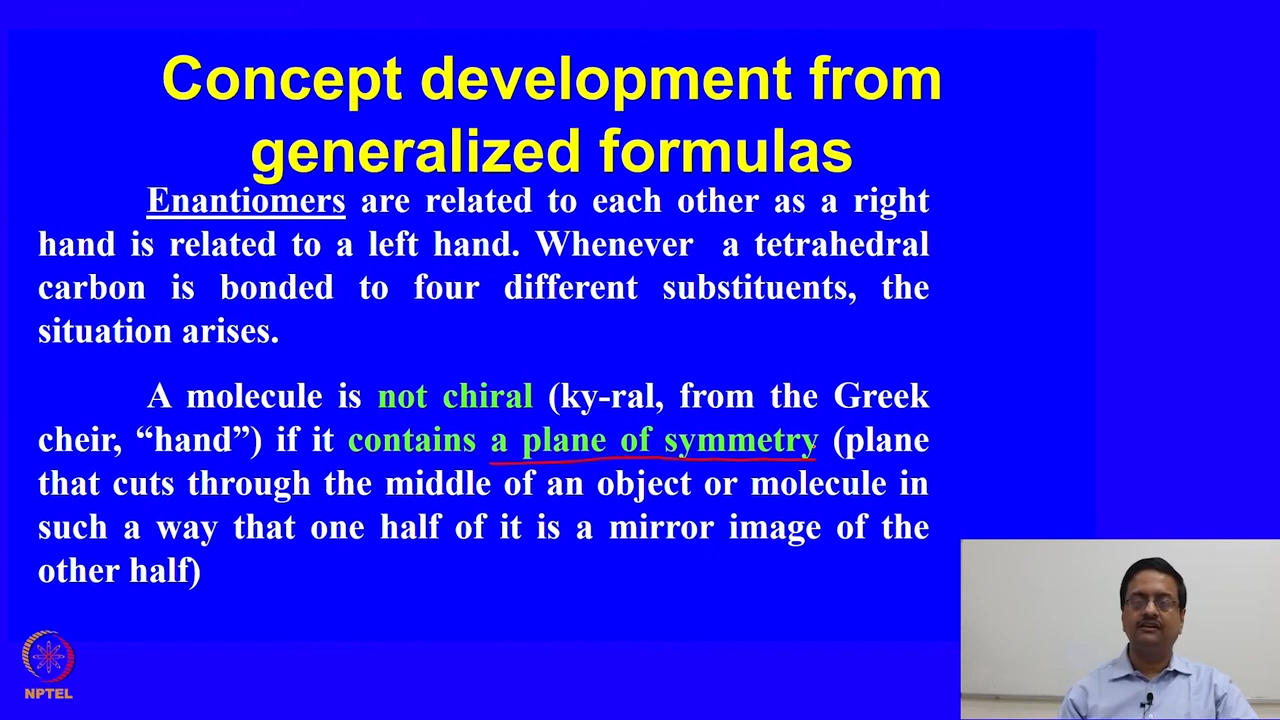 Concept development from
generalized formulas
Enantiomers are related to each other as a right
hand is related to a left hand. Whenever a tetrahedral
carbon is bonded to four different substituents, the
situation arises.
A molecule is not chiral (ky-ral, from the Greek
cheir, “hand”) if it contains a plane of symmetry (plane
that cuts through the middle of an object or molecule in
such a way that one half of it is a mirror image of the
other half)
NPTEL